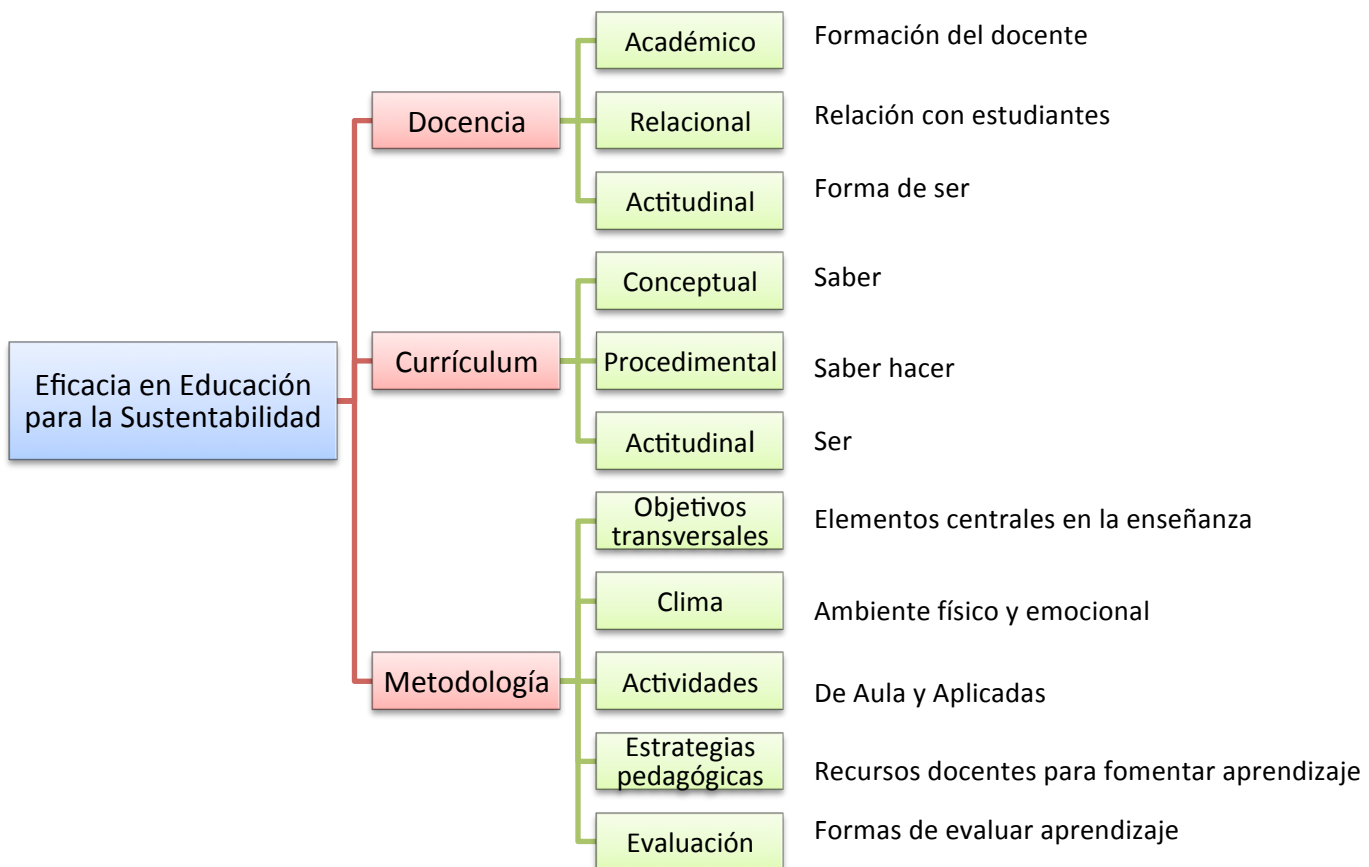 Eficacia en Educación
para la Sustentabilidad
Docencia
Académico
Formación del docente
Relacional
Relación con estudiantes
Actitudinal
Forma de ser
Currículum
Conceptual
Saber
Procedimental
Saber hacer
Actitudinal
Ser
Metodología
Objetivos
transversales
Elementos centrales en la enseñanza
Clima
Ambiente físico y emocional
Actividades
De Aula y Aplicadas
Estrategias
pedagógicas
Recursos docentes para fomentar aprendizaje
Evaluación
Formas de evaluar aprendizaje